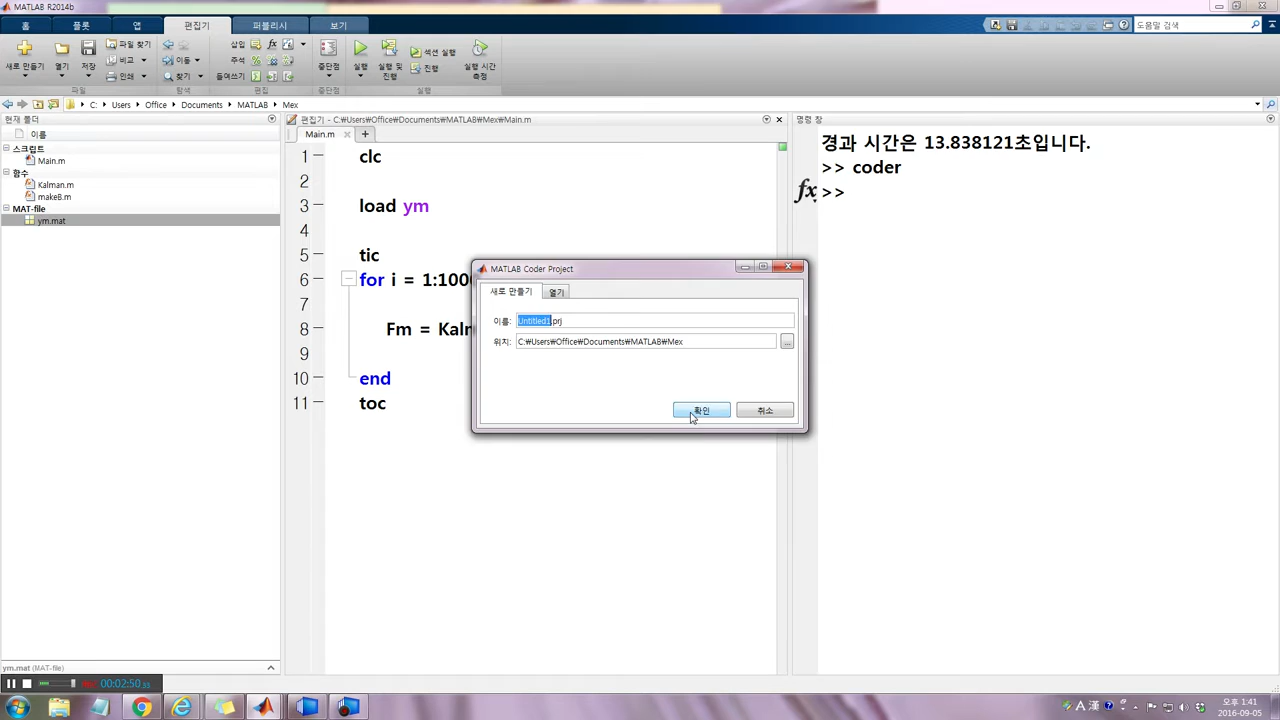 MATLAB R2014b
홈 플롯 앱 편집기 퍼블리시 보기
도움말 검색
새로 만들기 열기 저장 파일 찾기 비교 인쇄
이동 찾기
삽입 주석 들여쓰기
중단점
실행 실행 및 진행 섹션 실행 진행 실행 시간 측정
파일 탐색 편집 중단점 실행
C: Users Office Documents MATLAB Mex
현재 폴더
이름
스크립트
Main.m
함수
Kalman.m
makeB.m
MAT-file
ym.mat
편집기 - C:₩Users₩Office₩Documents₩MATLAB₩Mex₩Main.m
Main.m
1 clc
2
3 load ym
4
5 tic
6 for i = 1:100
7
8 Fm = Kaln
9
10 end
11 toc
명령 창
경과 시간은 13.838121초입니다.
>> coder
fx >>
MATLAB Coder Project
새로 만들기 열기
이름: Untitled1.prj
위치: C:₩Users₩Office₩Documents₩MATLAB₩Mex
...
확인 취소
ym.mat (MAT-file)
00:02:50
A 漢
오후 1:41
2016-09-05